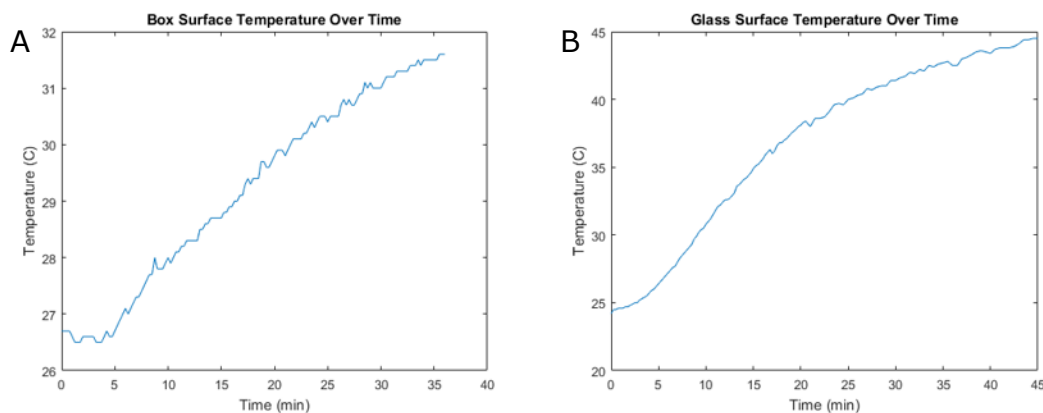 A
Box Surface Temperature Over Time
32
31
30
29
28
27
26
Temperature (C)
0 5 10 15 20 25 30 35 40
Time (min)
B
Glass Surface Temperature Over Time
45
40
35
30
25
20
Temperature (C)
0 5 10 15 20 25 30 35 40 45
Time (min)